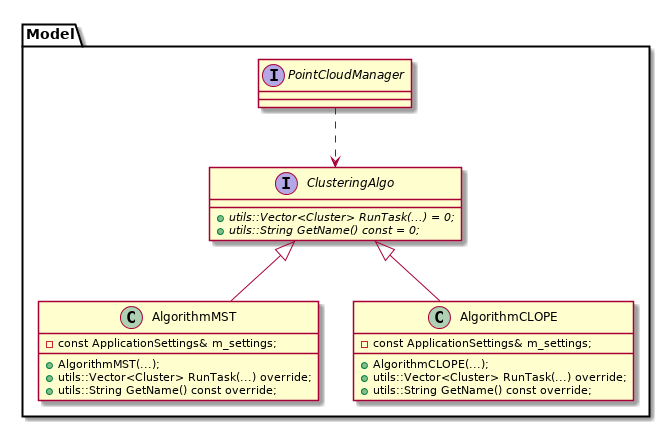 Model
I PointCloudManager
I ClusteringAlgo
utils::Vector<Cluster> RunTask(...) = 0;
utils::String GetName() const = 0;
C AlgorithmMST
const ApplicationSettings& m_settings;
AlgorithmMST(...);
utils::Vector<Cluster> RunTask(...) override;
utils::String GetName() const override;
C AlgorithmCLOPE
const ApplicationSettings& m_settings;
AlgorithmCLOPE(...);
utils::Vector<Cluster> RunTask(...) override;
utils::String GetName() const override;